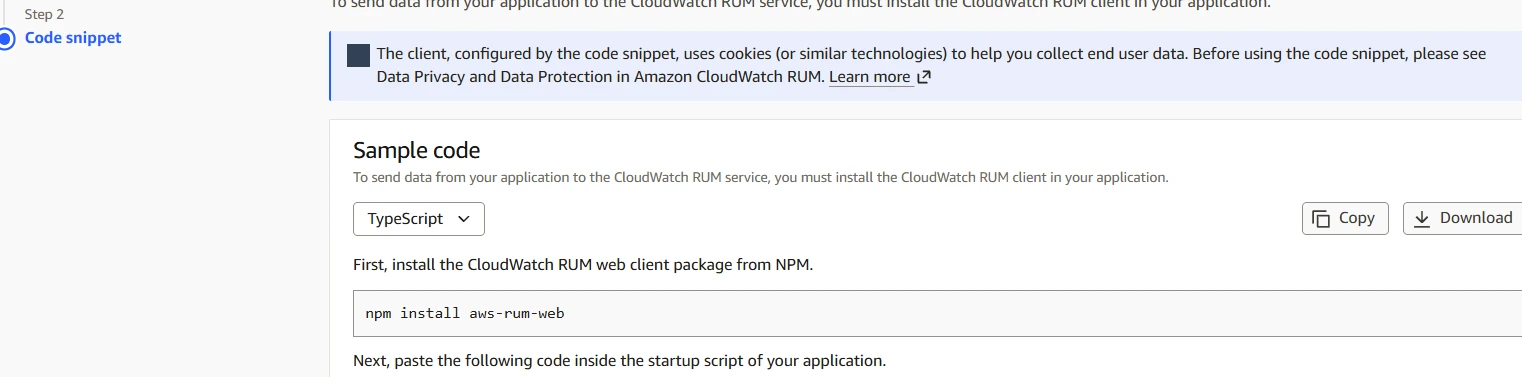 To send data from your application to the CloudWatch RUM service, you must install the CloudWatch RUM client in your application.
Step 2
Code snippet
The client, configured by the code snippet, uses cookies (or similar technologies) to help you collect end user data. Before using the code snippet, please see
Data Privacy and Data Protection in Amazon CloudWatch RUM. Learn more
Sample code
To send data from your application to the CloudWatch RUM service, you must install the CloudWatch RUM client in your application.
TypeScript
Copy
Download
First, install the CloudWatch RUM web client package from NPM.
npm install aws-rum-web
Next, paste the following code inside the startup script of your application.